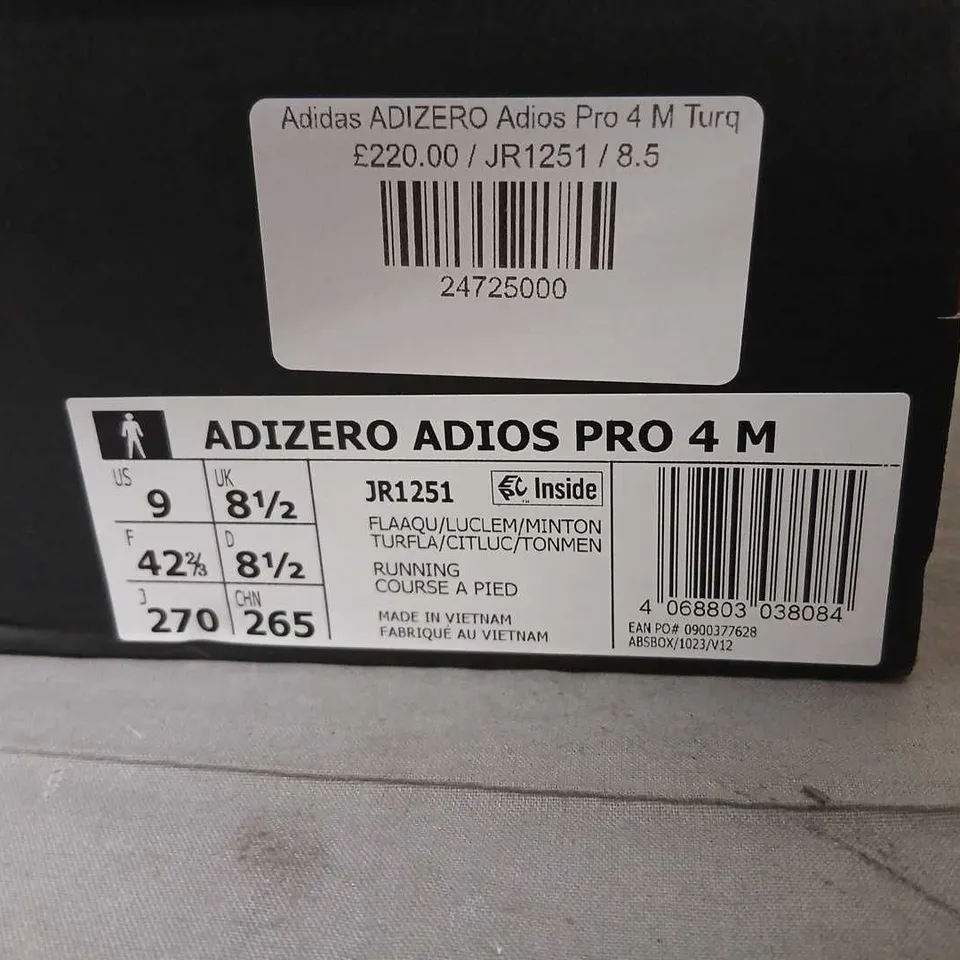 Adidas ADIZERO Adios Pro 4 M Turq
£220.00 / JR1251 / 8.5
24725000
ADIZERO ADIOS PRO 4 M
US 9 UK 8½
F 42⅔ D 8½
J 270 CHN 265
JR1251 Inside
FLAAQU/LUCLEM/MINTON
TURFLA/CITLUC/TONMEN
RUNNING
COURSE A PIED
MADE IN VIETNAM
FABRIQUÉ AU VIETNAM
4 068803 038084
EAN PO# 0900377628
ABSBOX/1023/V12